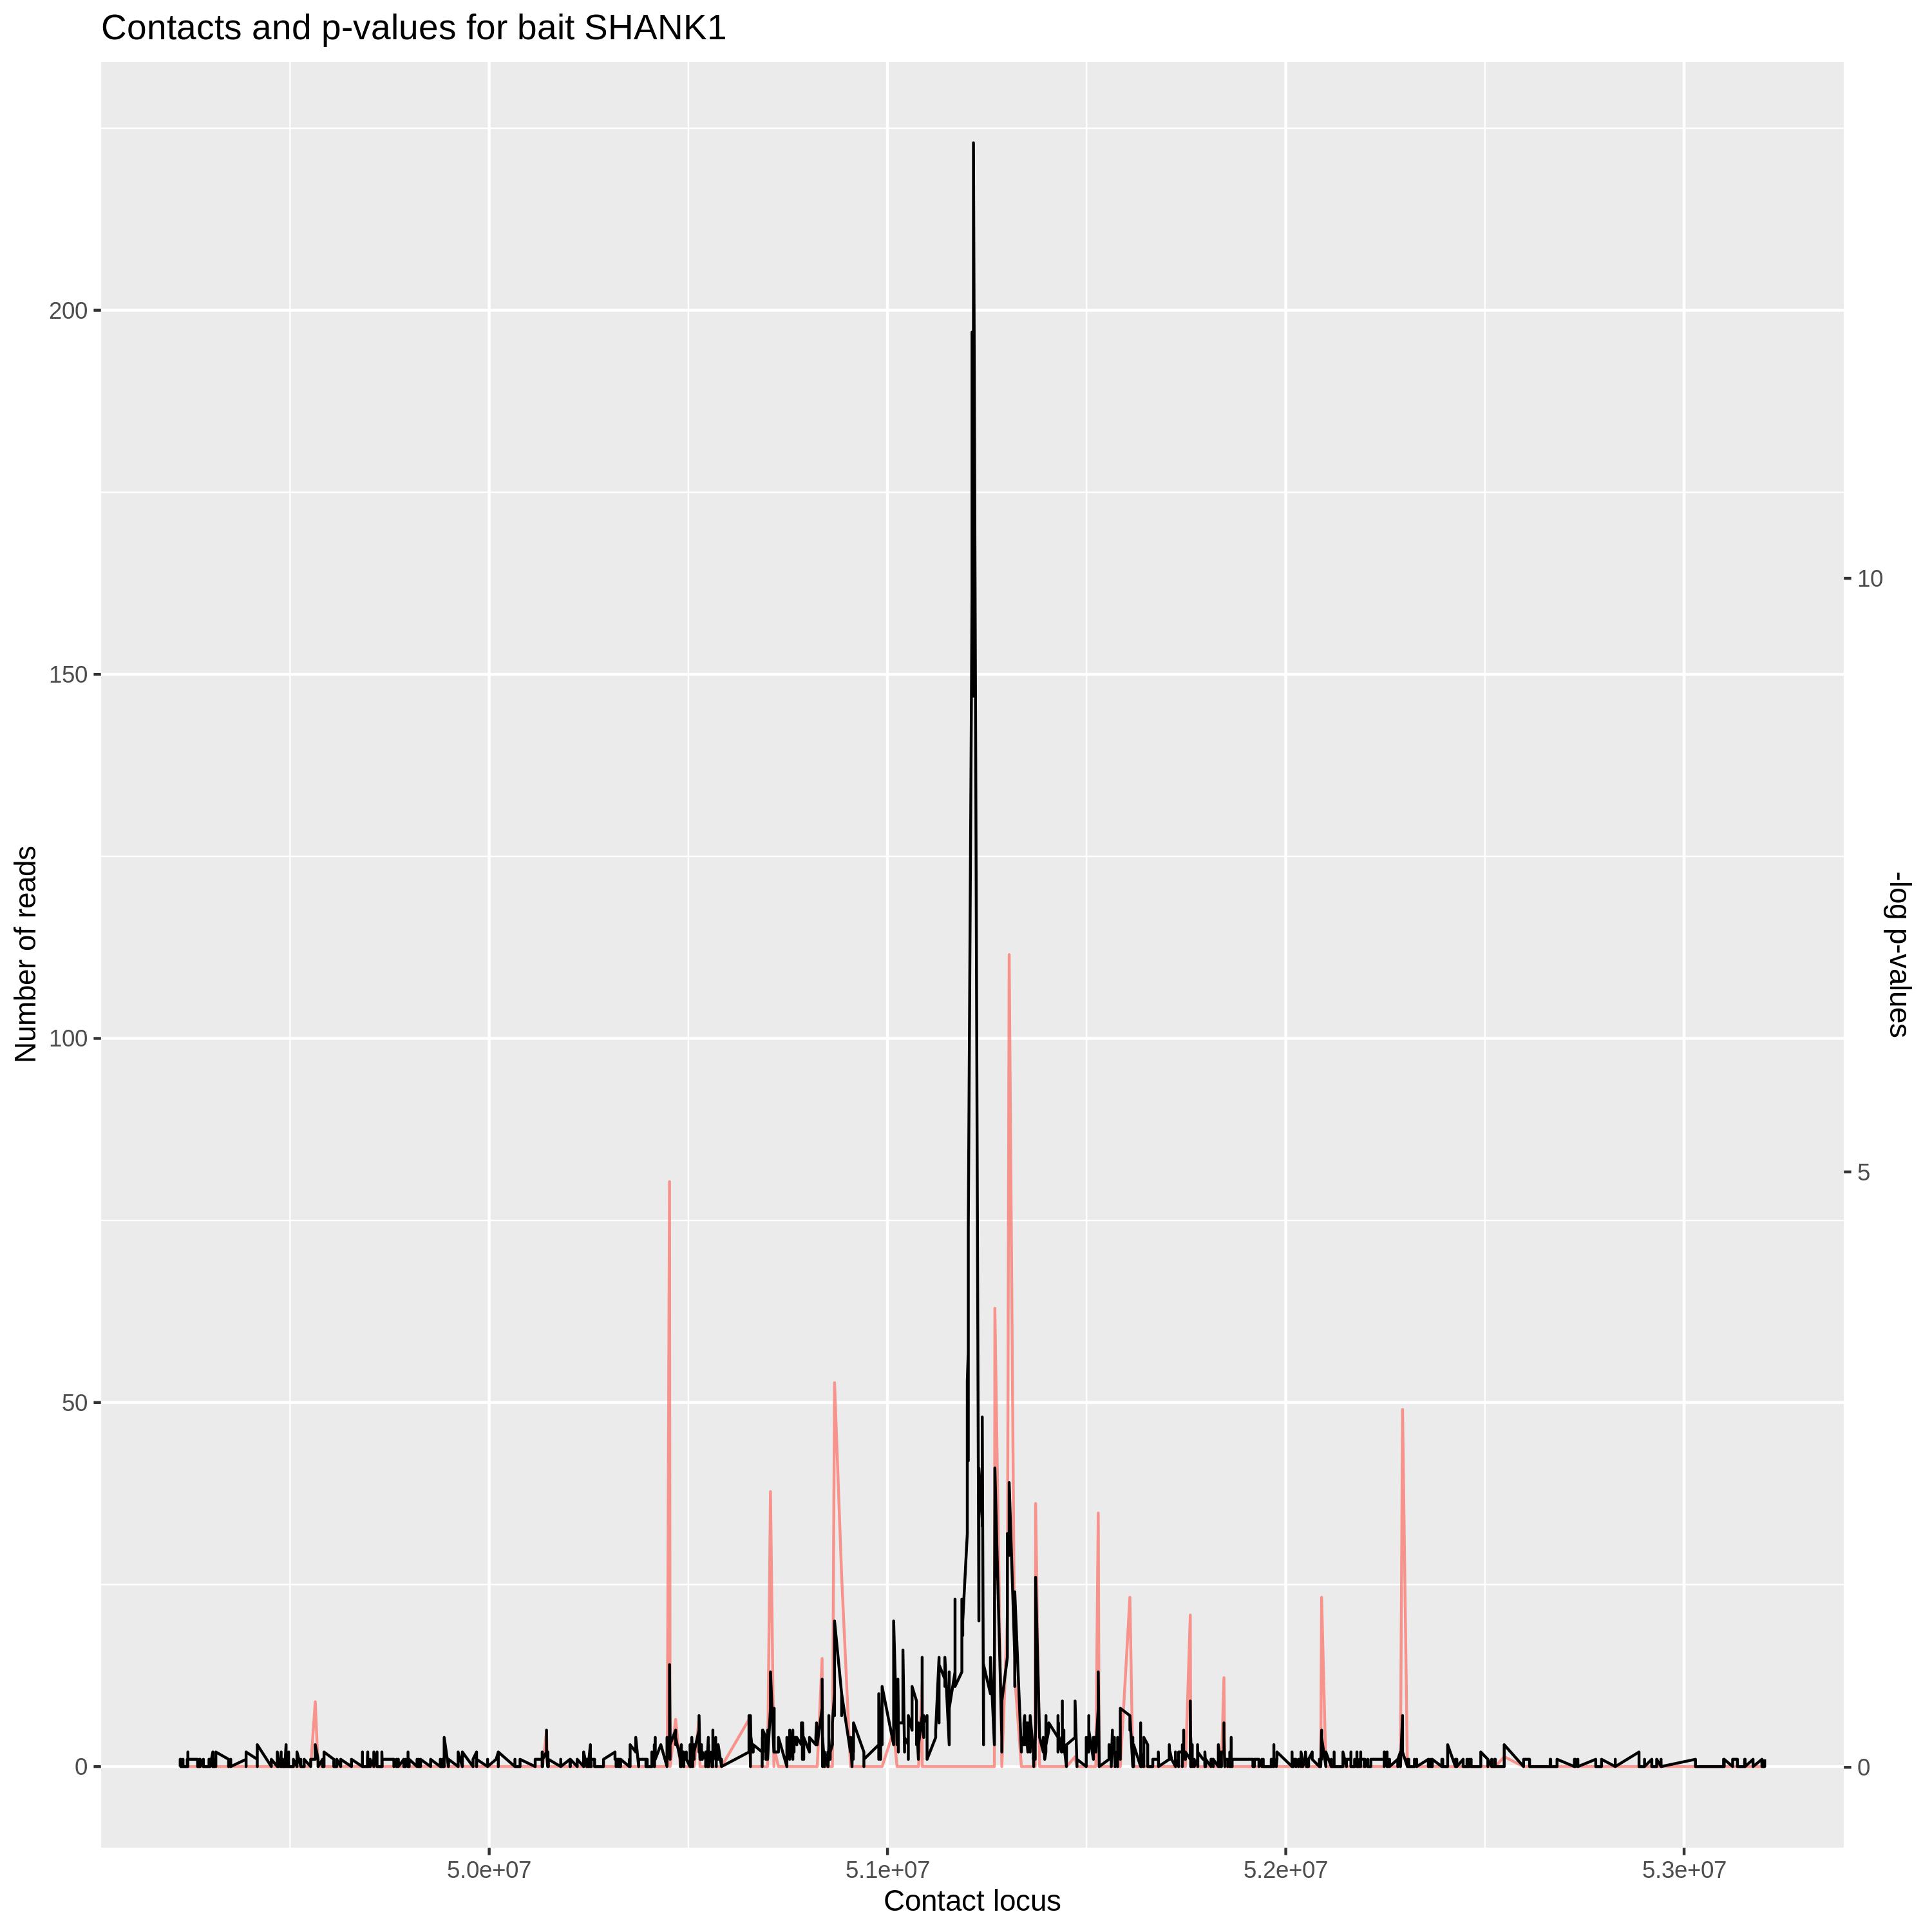 Contacts and p-values for bait SHANK1
200
150
100
50
0
Number of reads
10
5
0
-log p-values
5.0e+07
5.1e+07
5.2e+07
5.3e+07
Contact locus